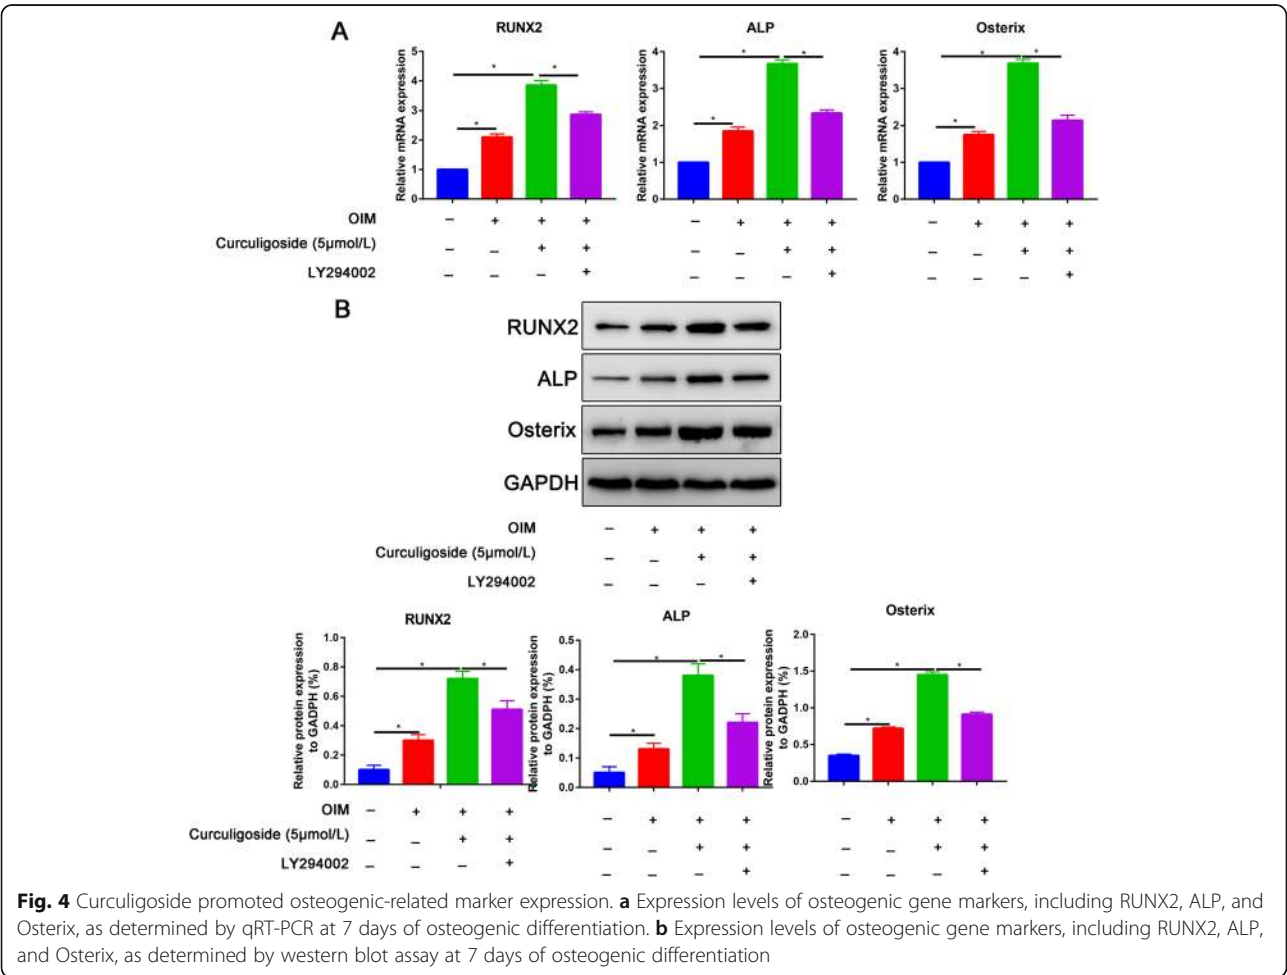 A
RUNX2 ALP Osterix
Relative mRNA expression Relative mRNA expression Relative mRNA expression
5 4 4
4 3 3
3 2 2
2 1 1
1 0 0
0
* * * * * * * * *
OIM – + + + – + + + – + + +
Curculigoside (5μmol/L) – – + + – – + + – – + +
LY294002 – – – + – – – + – – – +
B
RUNX2
ALP
Osterix
GAPDH
OIM – + + +
Curculigoside (5μmol/L) – – + +
LY294002 – – – +
RUNX2 ALP Osterix
Relative protein expression Relative protein expression Relative protein expression
to GADPH (%) to GADPH (%) to GADPH (%)
1.0 0.5 2.0
0.8 0.4 1.5
0.6 0.3 1.0
0.4 0.2 0.5
0.2 0.1 0.0
0.0 0.0
* * * * * * * * *
OIM – + + + – + + + – + + +
Curculigoside (5μmol/L) – – + + – – + + – – + +
LY294002 – – – + – – – + – – – +
Fig. 4 Curculigoside promoted osteogenic-related marker expression. a Expression levels of osteogenic gene markers, including RUNX2, ALP, and
Osterix, as determined by qRT-PCR at 7 days of osteogenic differentiation. b Expression levels of osteogenic gene markers, including RUNX2, ALP,
and Osterix, as determined by western blot assay at 7 days of osteogenic differentiation